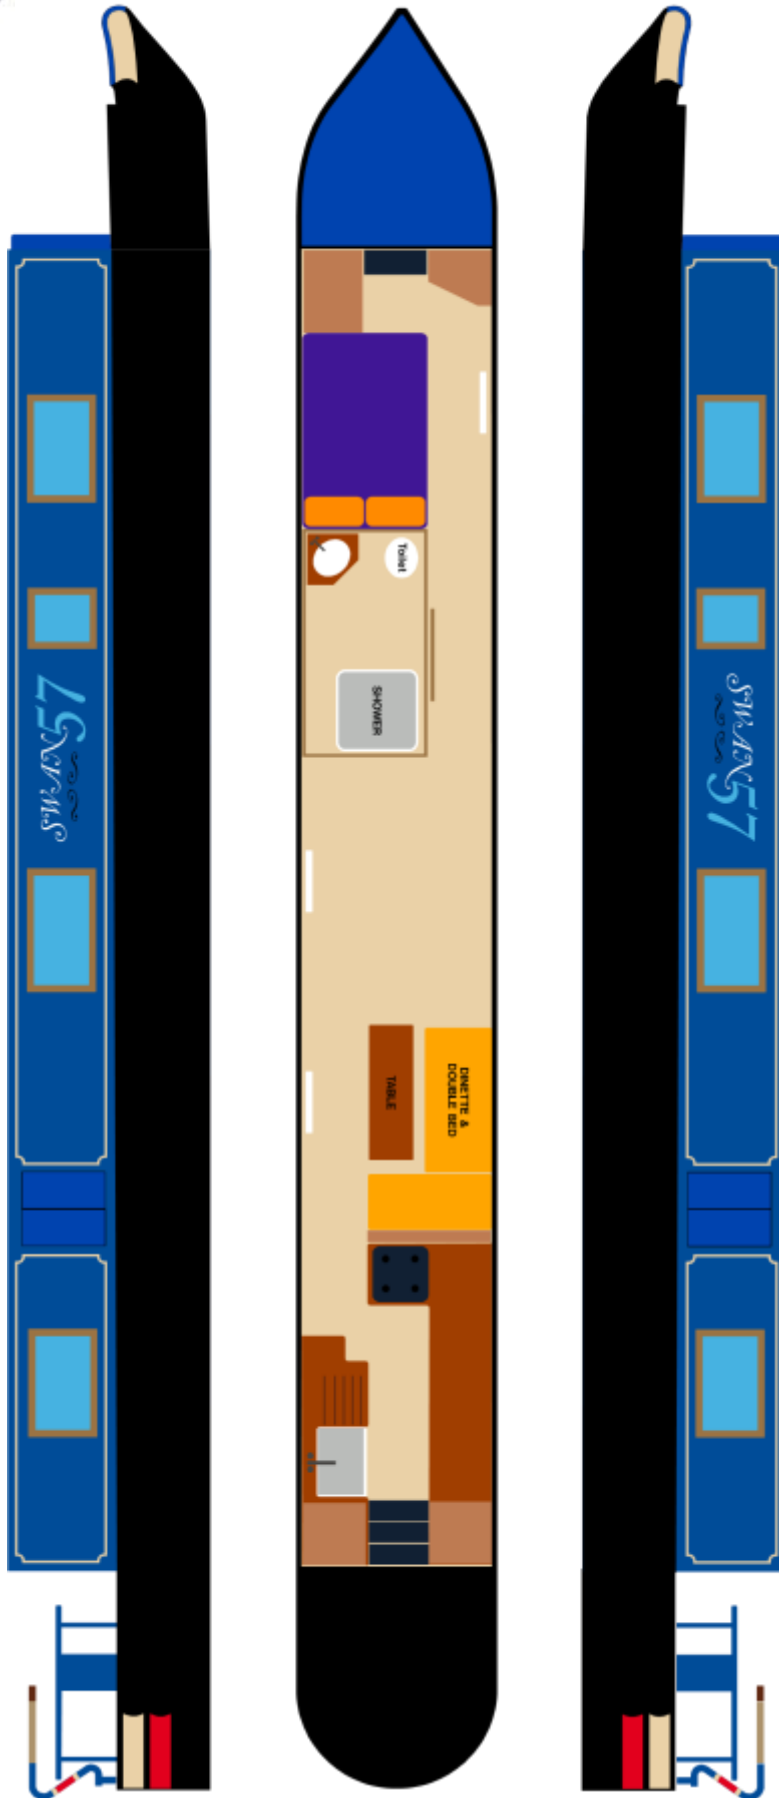 Toilet
SHOWER
SWAN57
SWAN57
TABLE
DINETTE &
DOUBLE BED